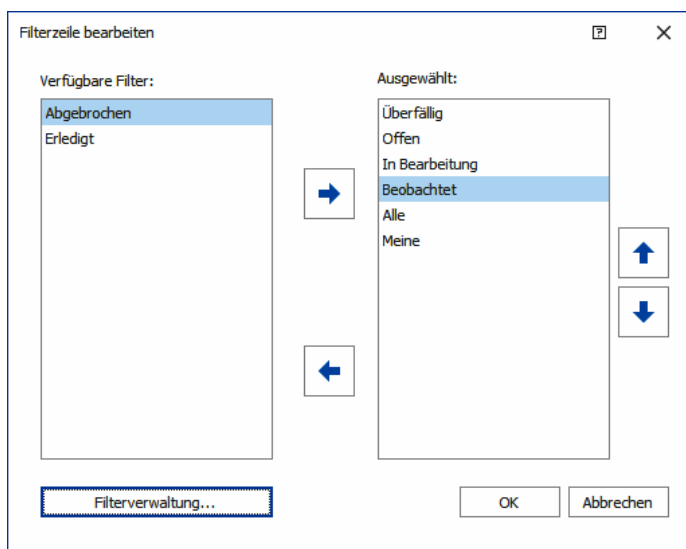 Filterzeile bearbeiten
Verfügbare Filter:
Abgebrochen
Erledigt
Ausgewählt:
Überfällig
Offen
In Bearbeitung
Beobachtet
Alle
Meine
Filterverwaltung...
OK
Abbrechen